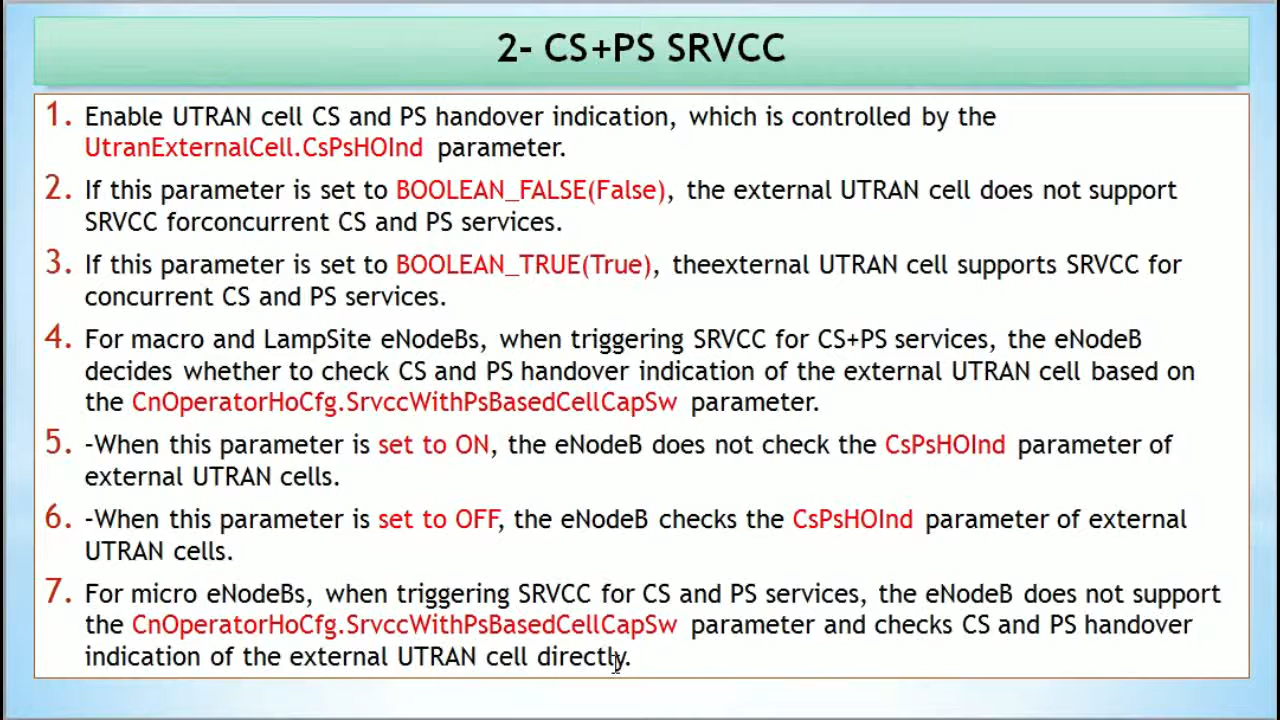 2- CS+PS SRVCC
1. Enable UTRAN cell CS and PS handover indication, which is controlled by the
UtranExternalCell.CsPsHOInd parameter.
2. If this parameter is set to BOOLEAN_FALSE(False), the external UTRAN cell does not support
SRVCC forconcurrent CS and PS services.
3. If this parameter is set to BOOLEAN_TRUE(True), theexternal UTRAN cell supports SRVCC for
concurrent CS and PS services.
4. For macro and LampSite eNodeBs, when triggering SRVCC for CS+PS services, the eNodeB
decides whether to check CS and PS handover indication of the external UTRAN cell based on
the CnOperatorHoCfg.SrvccWithPsBasedCellCapSw parameter.
5. -When this parameter is set to ON, the eNodeB does not check the CsPsHOInd parameter of
external UTRAN cells.
6. -When this parameter is set to OFF, the eNodeB checks the CsPsHOInd parameter of external
UTRAN cells.
7. For micro eNodeBs, when triggering SRVCC for CS and PS services, the eNodeB does not support
the CnOperatorHoCfg.SrvccWithPsBasedCellCapSw parameter and checks CS and PS handover
indication of the external UTRAN cell directly.